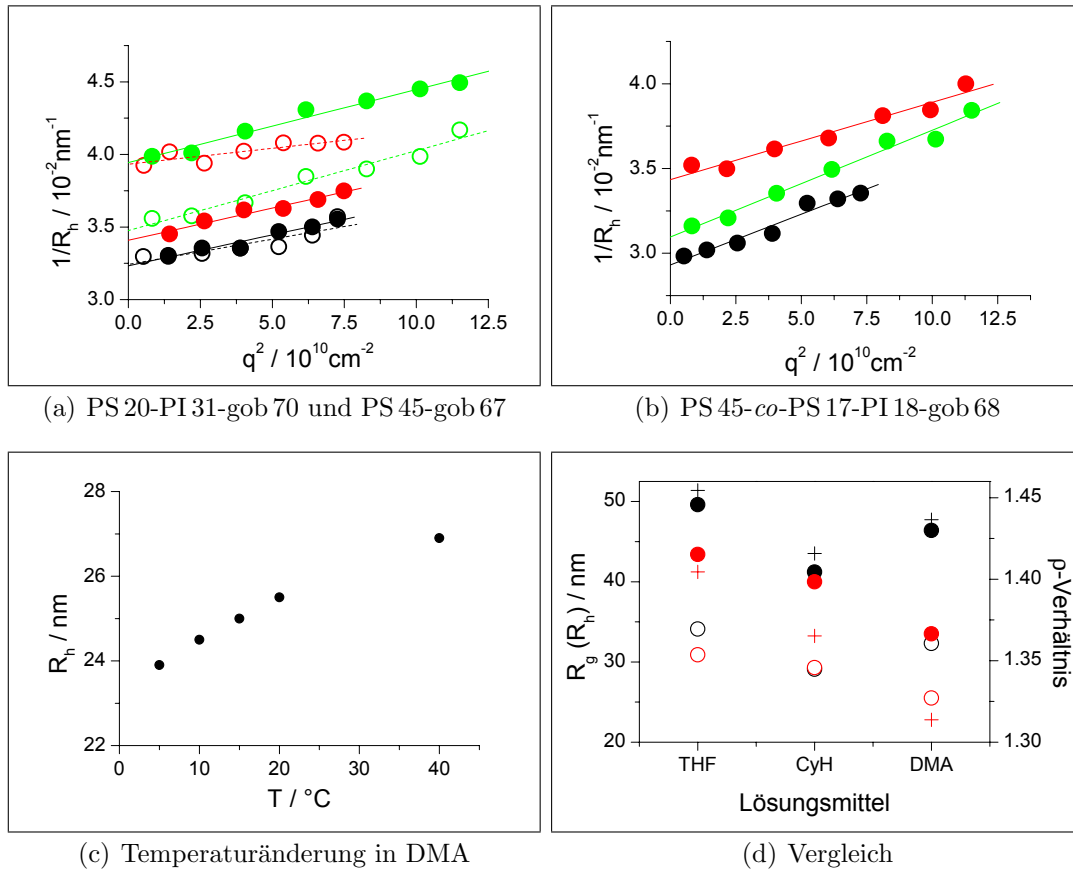 4.5
4.0
3.5
3.0
1/R_h / 10^-2 nm^-1
0.0 2.5 5.0 7.5 10.0 12.5
q^2 / 10^10 cm^-2
(a) PS 20-PI 31-gob 70 und PS 45-gob 67
4.0
3.5
3.0
1/R_h / 10^-2 nm^-1
0.0 2.5 5.0 7.5 10.0 12.5
q^2 / 10^10 cm^-2
(b) PS 45-co-PS 17-PI 18-gob 68
28
26
24
22
R_h / nm
0 10 20 30 40
T / °C
(c) Temperaturänderung in DMA
50
40
30
20
R_g (R_h) / nm
1.45
1.40
1.35
1.30
ρ-Verhältnis
THF CyH DMA
Lösungsmittel
(d) Vergleich